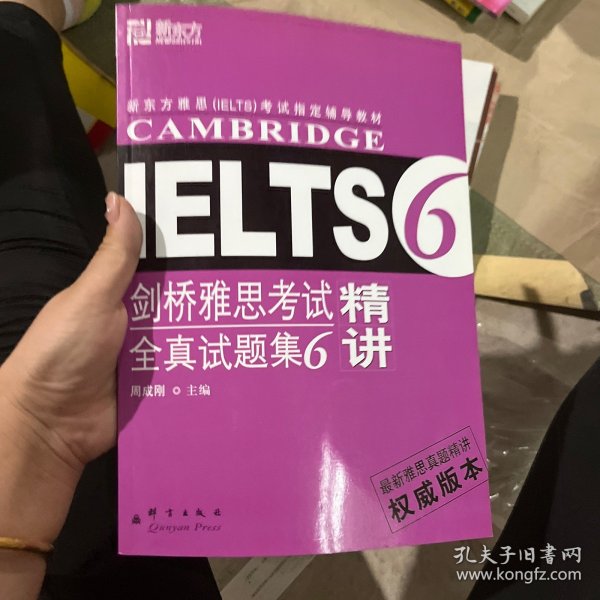 新东方
新东方雅思(IELTS)考试指定辅导教材
CAMBRIDGE
IELTS 6
剑桥雅思考试
全真试题集6
精讲
周成刚 ○ 主编
最新雅思真题精讲
权威版本
群言出版社
Qunyan Press
孔夫子旧书网
www.kongfz.com